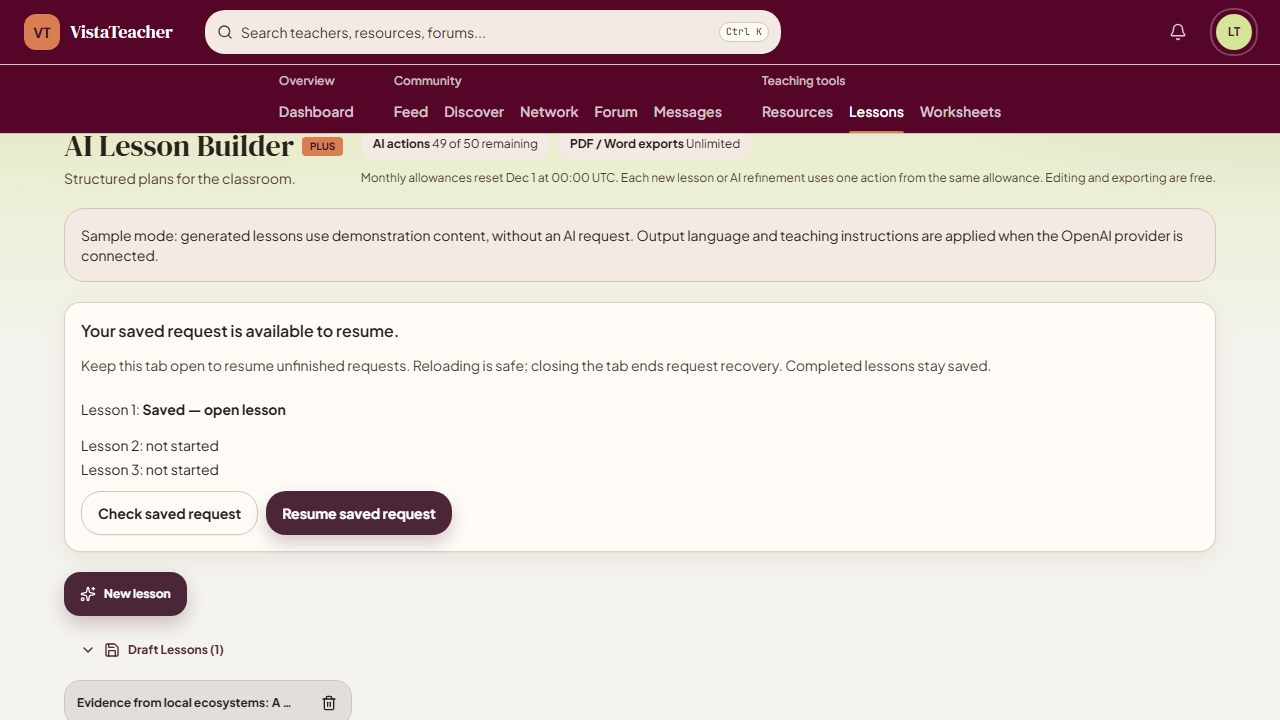 VT
VistaTeacher
Search teachers, resources, forums...
Ctrl K
LT
Overview
Dashboard
Community
Feed
Discover
Network
Forum
Messages
Teaching tools
Resources
Lessons
Worksheets
AI Lesson Builder
PLUS
AI actions 49 of 50 remaining
PDF / Word exports Unlimited
Structured plans for the classroom.
Monthly allowances reset Dec 1 at 00:00 UTC. Each new lesson or AI refinement uses one action from the same allowance. Editing and exporting are free.
Sample mode: generated lessons use demonstration content, without an AI request. Output language and teaching instructions are applied when the OpenAI provider is
connected.
Your saved request is available to resume.
Keep this tab open to resume unfinished requests. Reloading is safe; closing the tab ends request recovery. Completed lessons stay saved.
Lesson 1: Saved — open lesson
Lesson 2: not started
Lesson 3: not started
Check saved request
Resume saved request
New lesson
Draft Lessons (1)
Evidence from local ecosystems: A ...